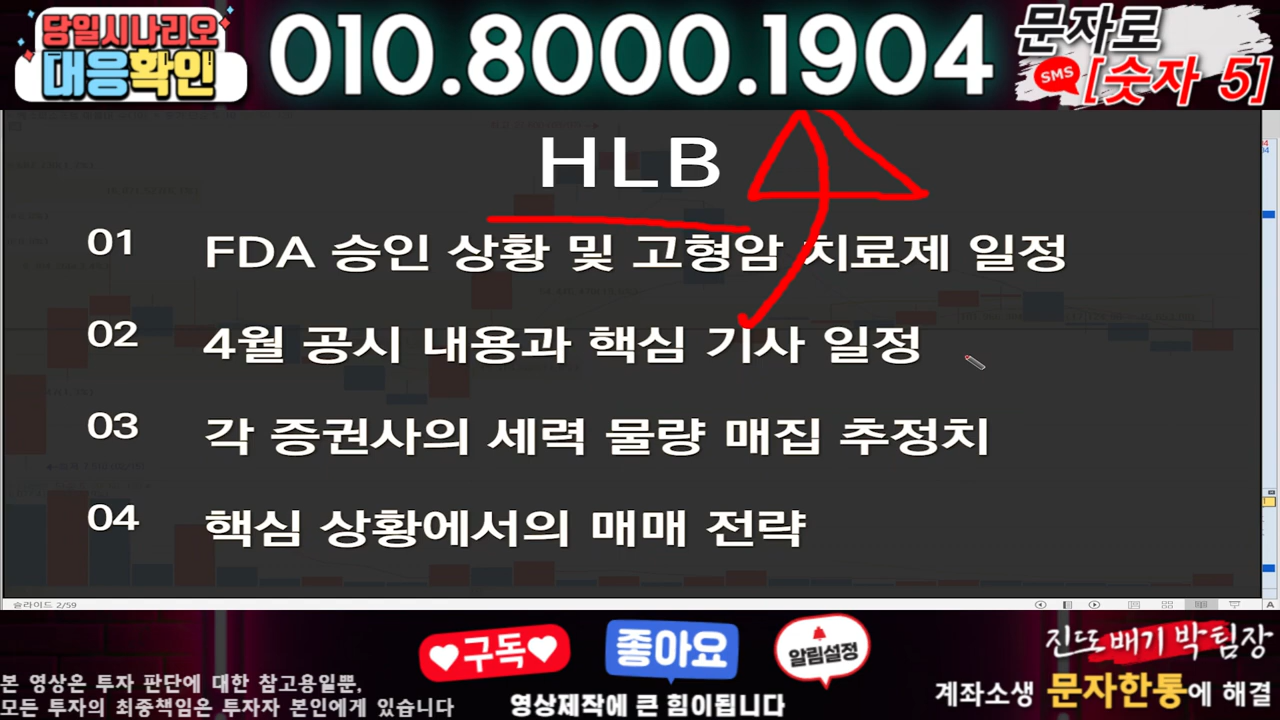 당일시나리오
대응확인
010.8000.1904
문자로
SMS [숫자 5]
HLB
01 FDA 승인 상황 및 고형암 치료제 일정
02 4월 공시 내용과 핵심 기사 일정
03 각 증권사의 세력 물량 매집 추정치
04 핵심 상황에서의 매매 전략
슬라이드 2/59
구독
좋아요
알림설정
진또배기 박팀장
본 영상은 투자 판단에 대한 참고용일뿐,
모든 투자의 최종책임은 투자자 본인에게 있습니다
영상제작에 큰 힘이됩니다
계좌소생 문자한통에 해결